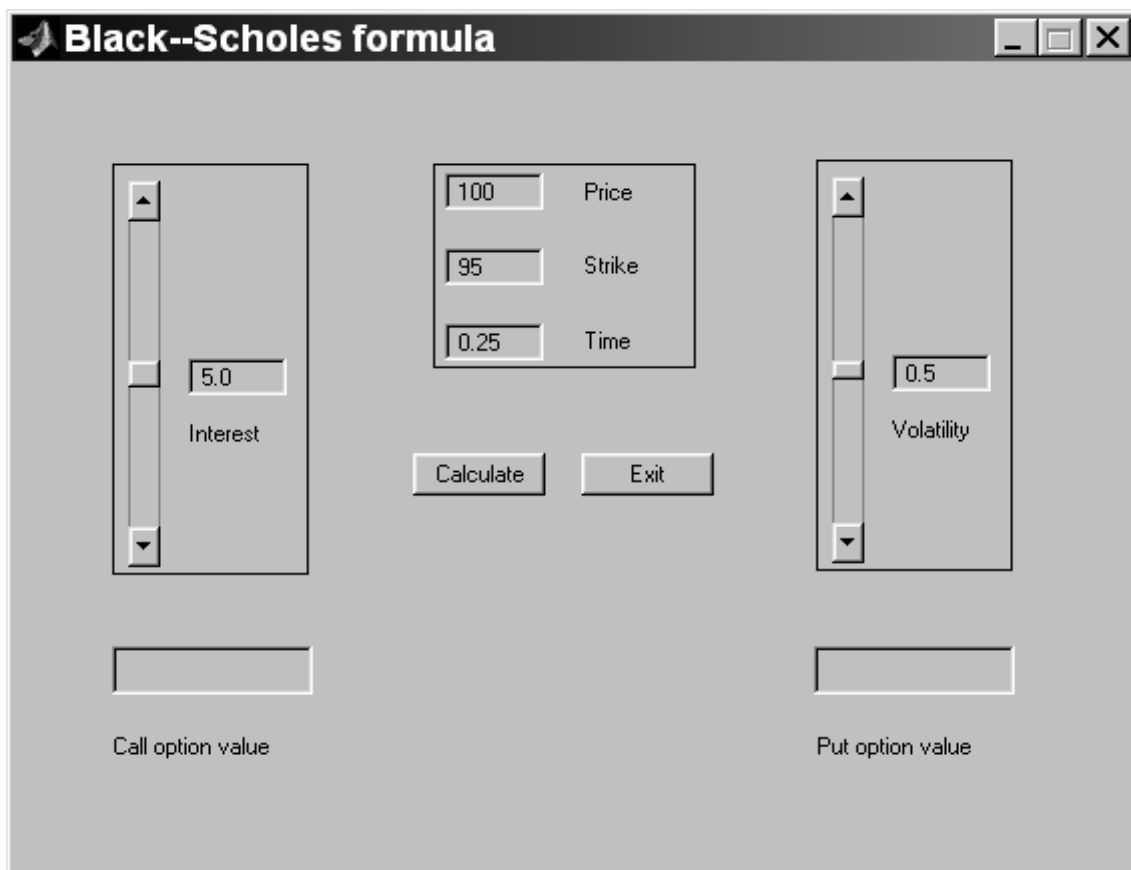 Black--Scholes formula
100 Price
95 Strike
0.25 Time
5.0
Interest
0.5
Volatility
Calculate Exit
Call option value
Put option value